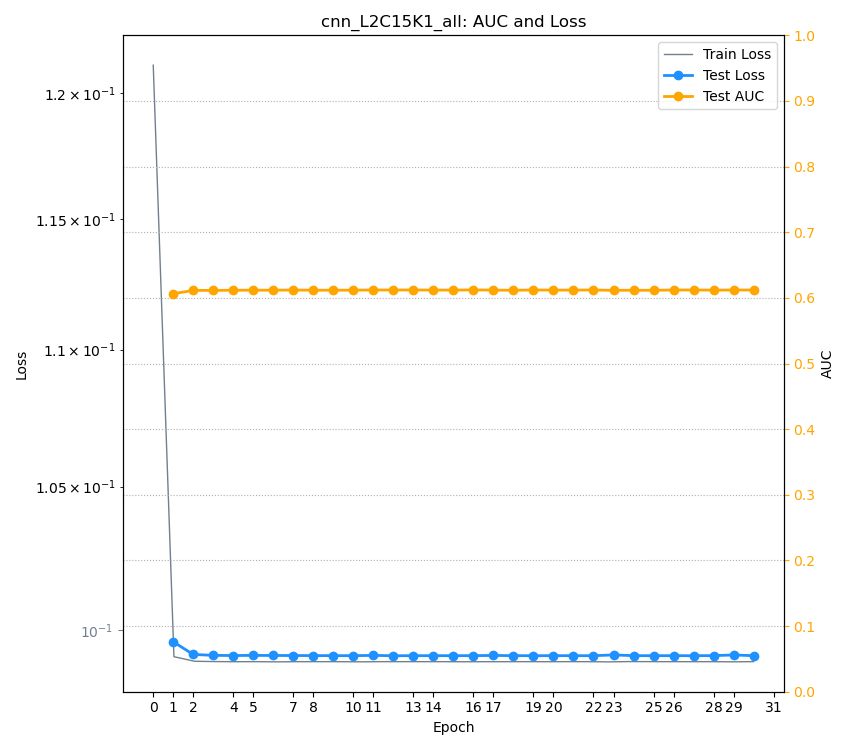 cnn_L2C15K1_all: AUC and Loss
Train Loss
Test Loss
Test AUC
1.2 × 10⁻¹
1.15 × 10⁻¹
1.1 × 10⁻¹
1.05 × 10⁻¹
10⁻¹
Loss
1.0
0.9
0.8
0.7
0.6
0.5
0.4
0.3
0.2
0.1
0.0
AUC
0 1 2 4 5 7 8 10 11 13 14 16 17 19 20 22 23 25 26 28 29 31
Epoch